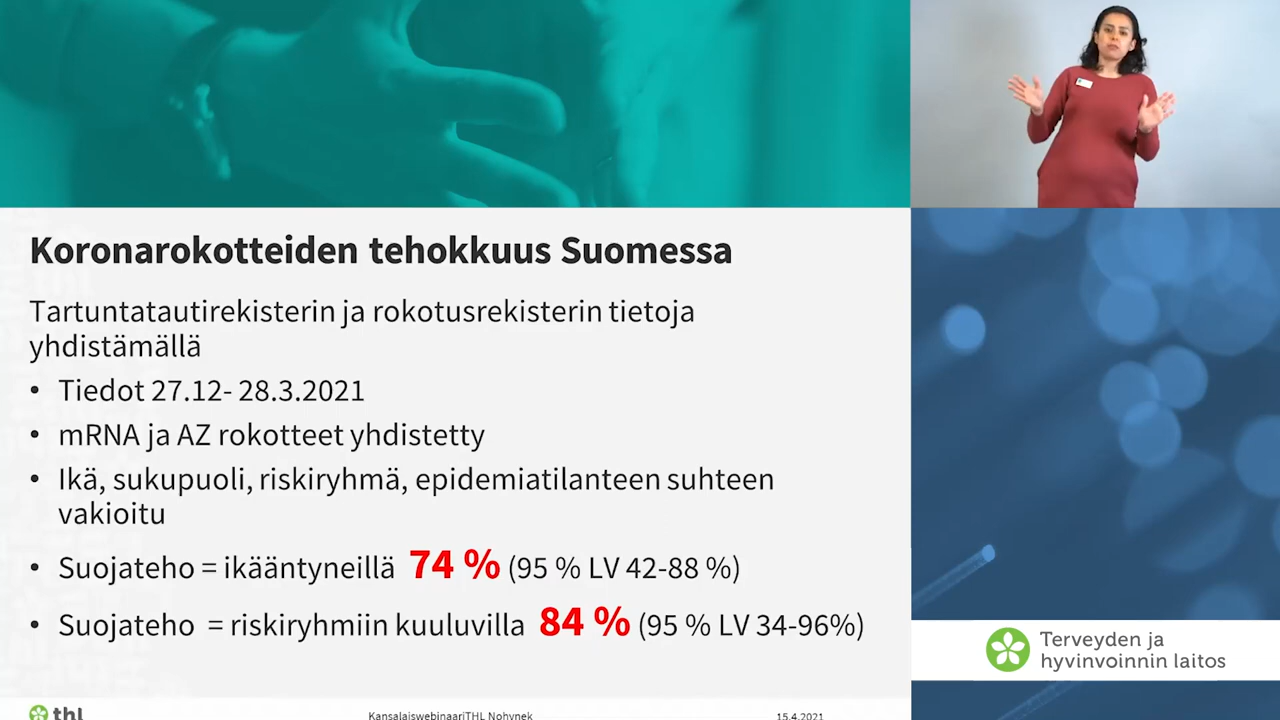 Koronarokotteiden tehokkuus Suomessa
Tartuntatautirekisterin ja rokotusrekisterin tietoja
yhdistämällä
• Tiedot 27.12- 28.3.2021
• mRNA ja AZ rokotteet yhdistetty
• Ikä, sukupuoli, riskiryhmä, epidemiatilanteen suhteen
vakioitu
• Suojateho = ikääntyneillä 74 % (95 % LV 42-88 %)
• Suojateho = riskiryhmiin kuuluvilla 84 % (95 % LV 34-96%)
Terveyden ja
hyvinvoinnin laitos
thl
KansalaiswebinaariTHL Nohynek
15.4.2021